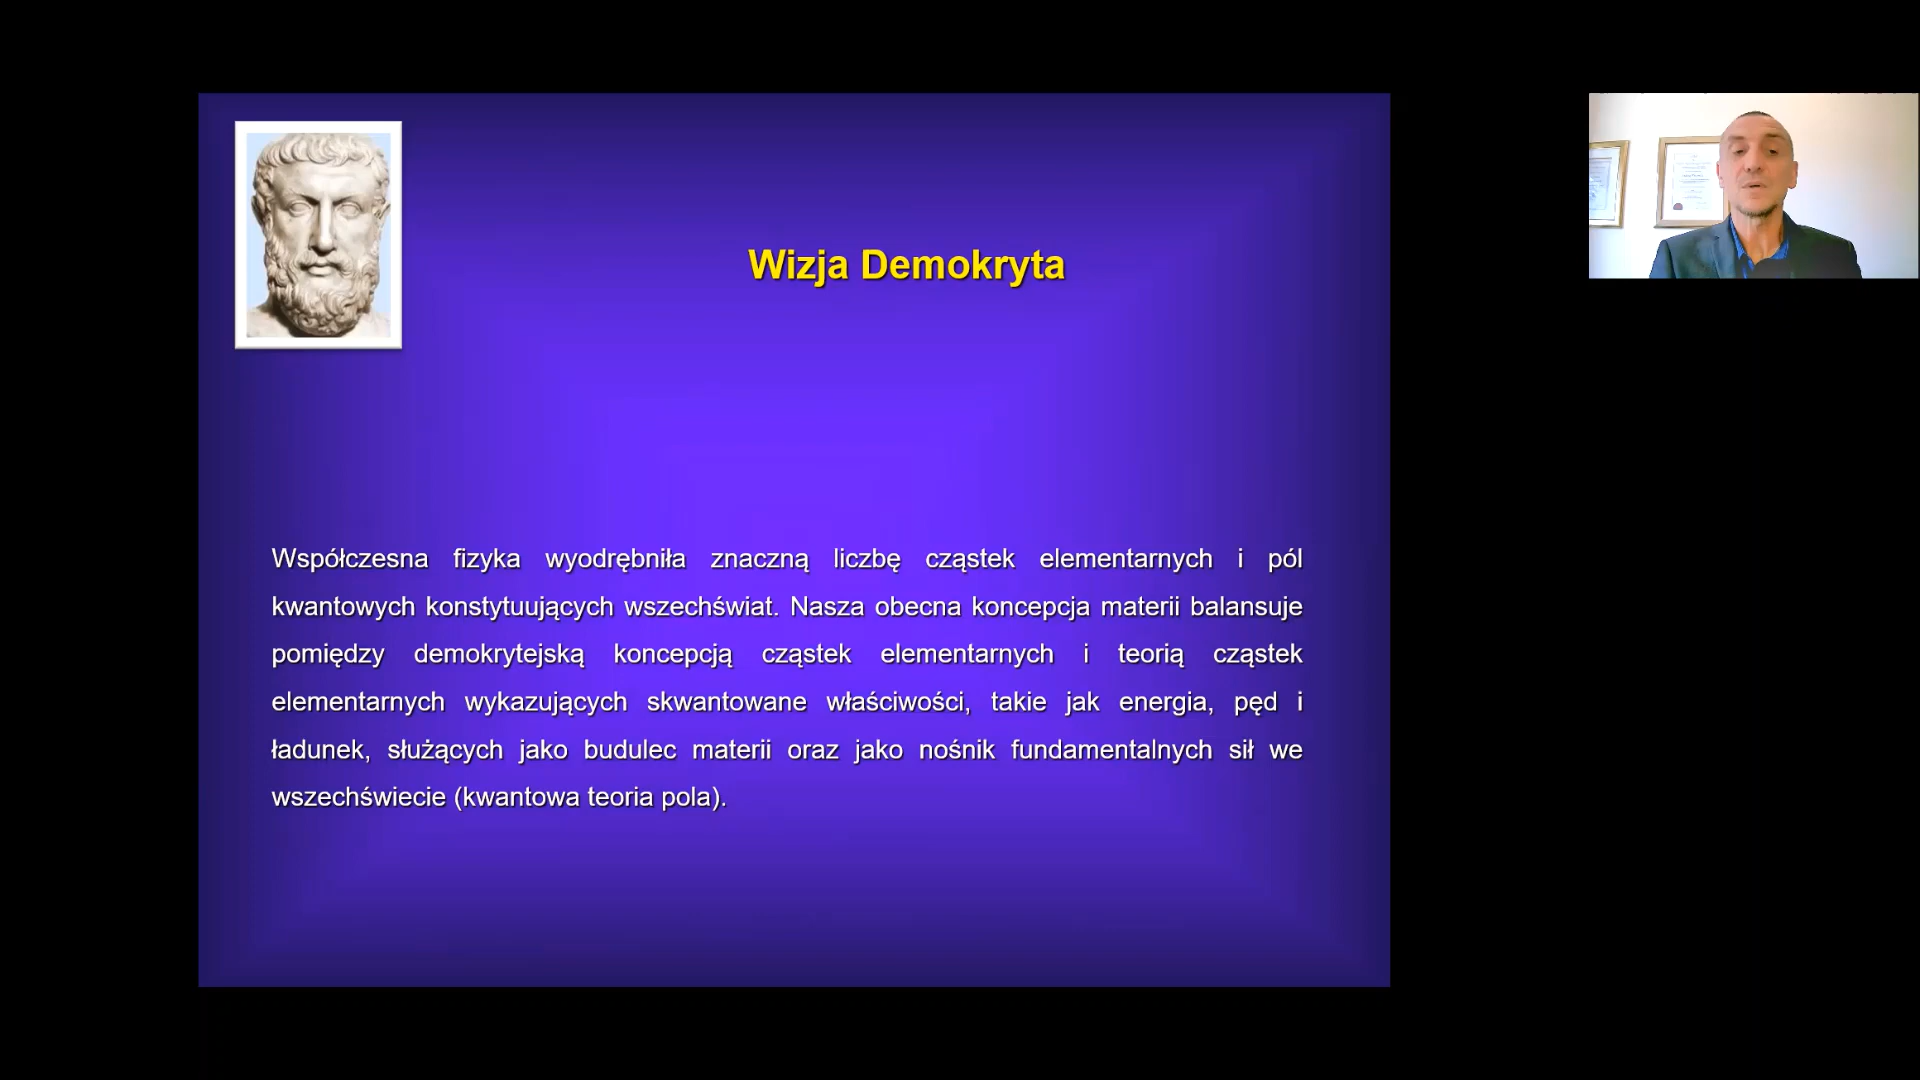 Wizja Demokryta
Współczesna fizyka wyodrębniła znaczną liczbę cząstek elementarnych i pól
kwantowych konstytuujących wszechświat. Nasza obecna koncepcja materii balansuje
pomiędzy demokrytejską koncepcją cząstek elementarnych i teorią cząstek
elementarnych wykazujących skwantowane właściwości, takie jak energia, pęd i
ładunek, służących jako budulec materii oraz jako nośnik fundamentalnych sił we
wszechświecie (kwantowa teoria pola).